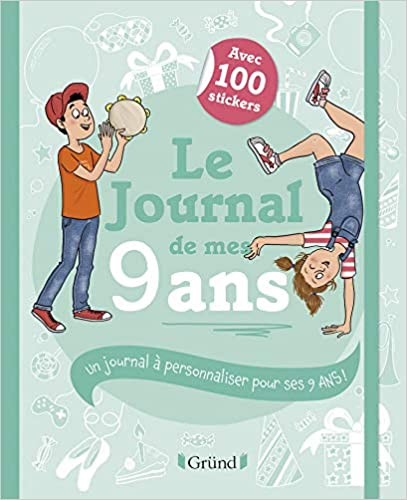 Avec
100
stickers
Le
Journal
de mes
9 ans
Un journal à personnaliser pour ses 9 ANS !
Gründ